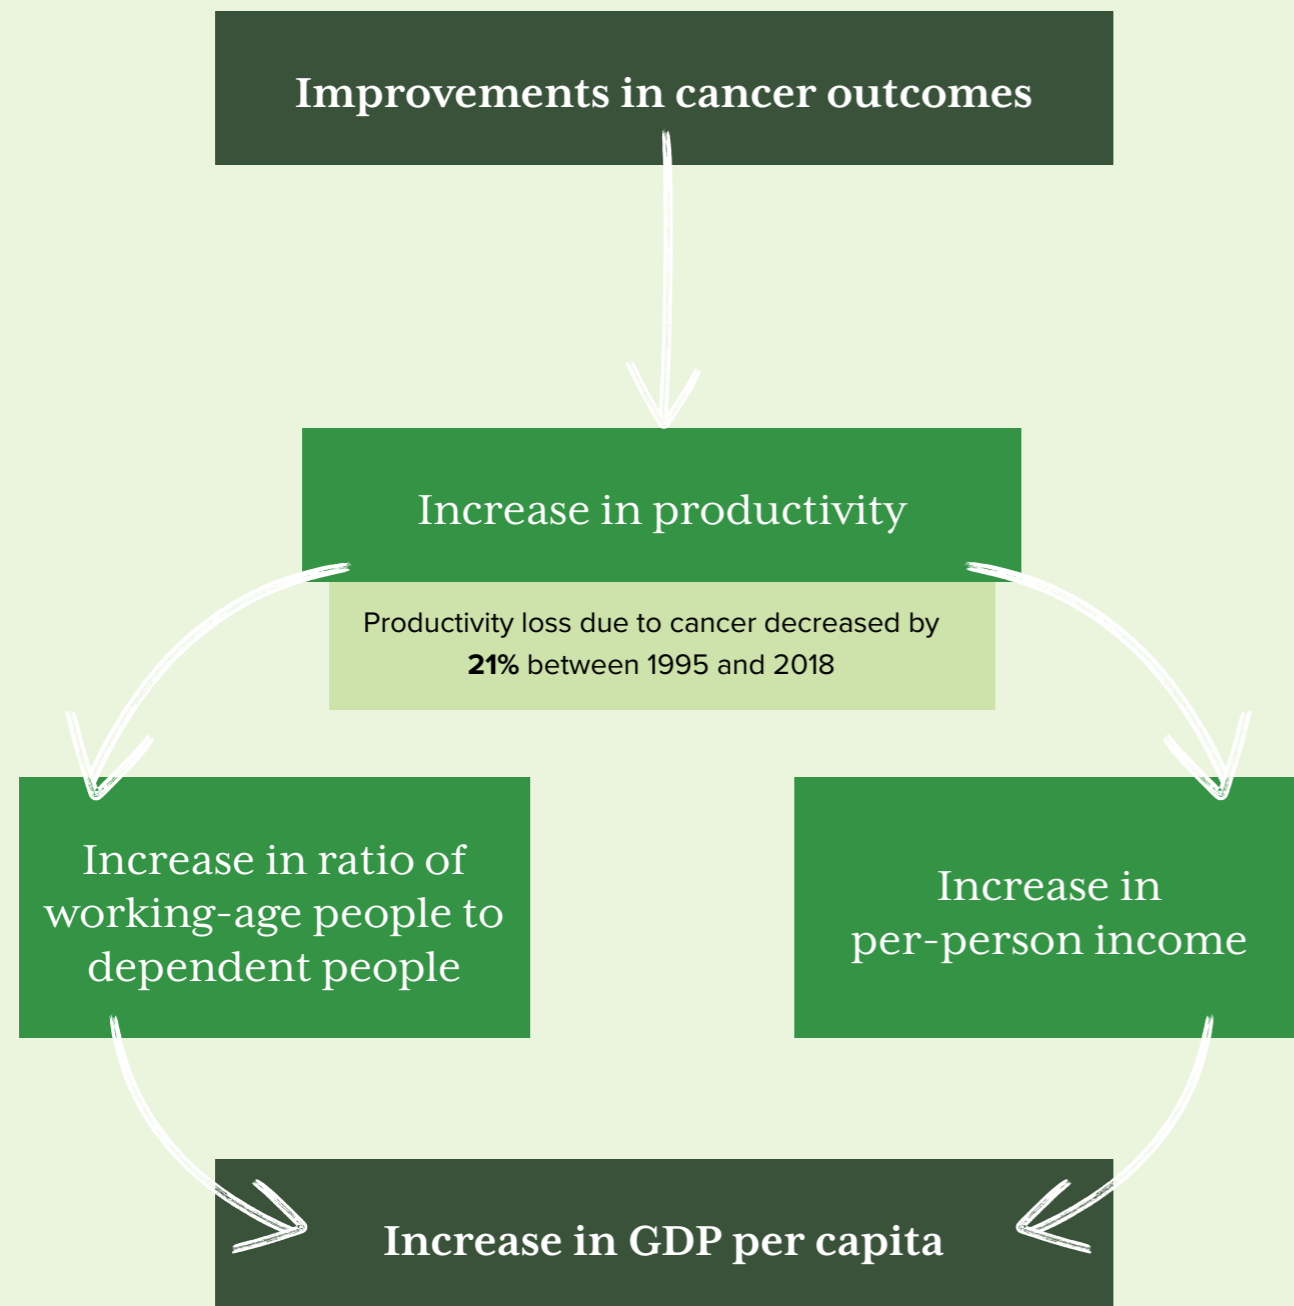 Improvements in cancer outcomes
Increase in productivity
Productivity loss due to cancer decreased by
21% between 1995 and 2018
Increase in ratio of
working-age people to
dependent people
Increase in
per-person income
Increase in GDP per capita